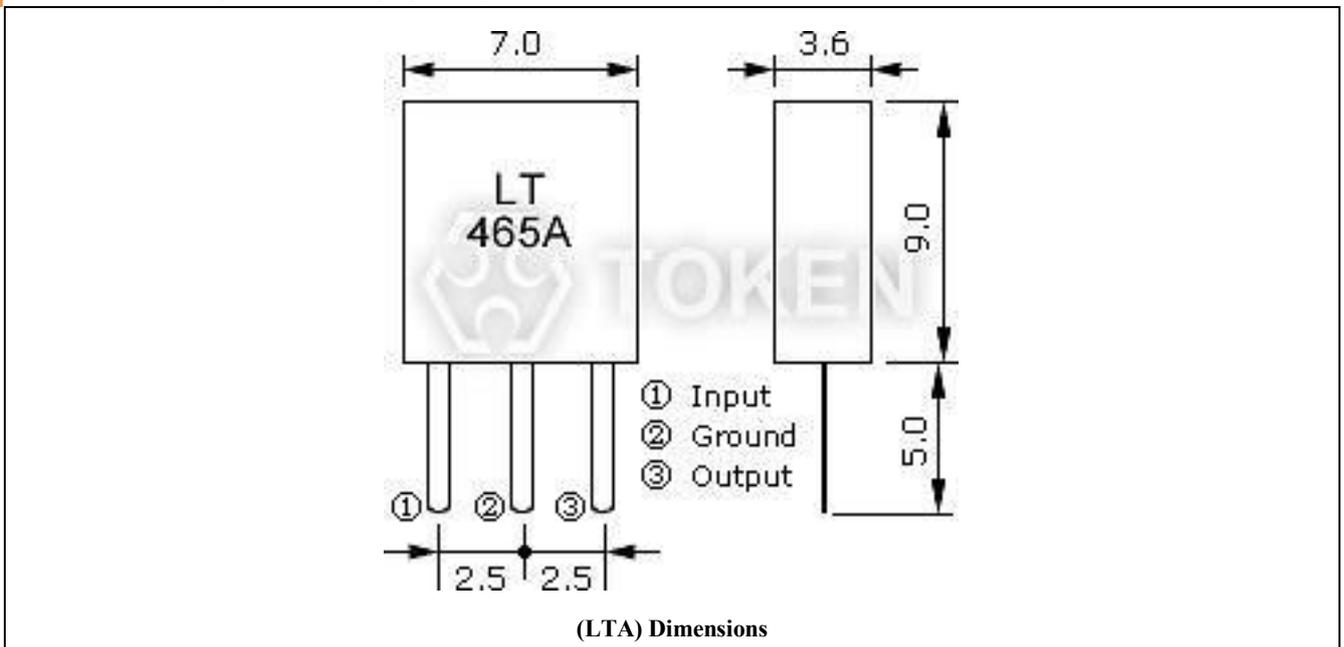 7.0
3.6
LT
465A
TOKEN
9.0
① Input
② Ground
③ Output
5.0
① ② ③
2.5 2.5
(LTA) Dimensions